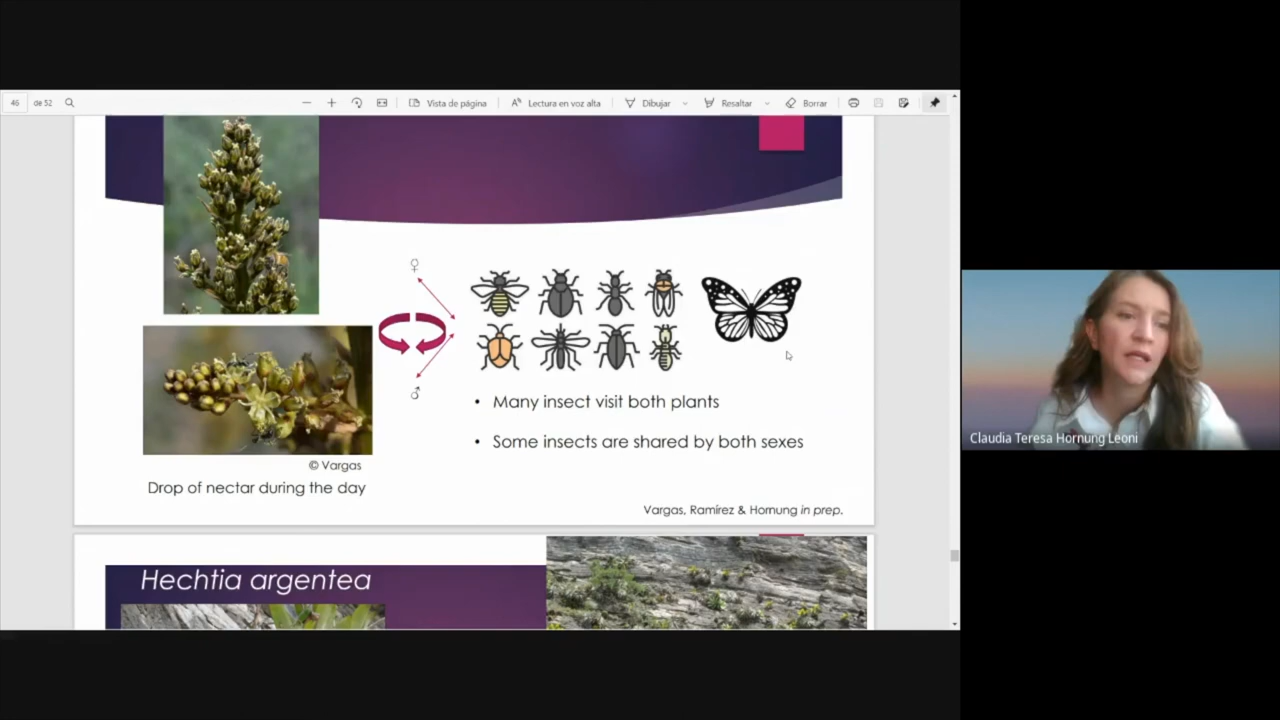 46 de 52 Vista de página Lectura en voz alta Dibujar Resaltar Borrar
♀
♂
• Many insect visit both plants
• Some insects are shared by both sexes
© Vargas
Drop of nectar during the day
Vargas, Ramírez & Hornung in prep.
Hechtia argentea
Claudia Teresa Hornung Leoni